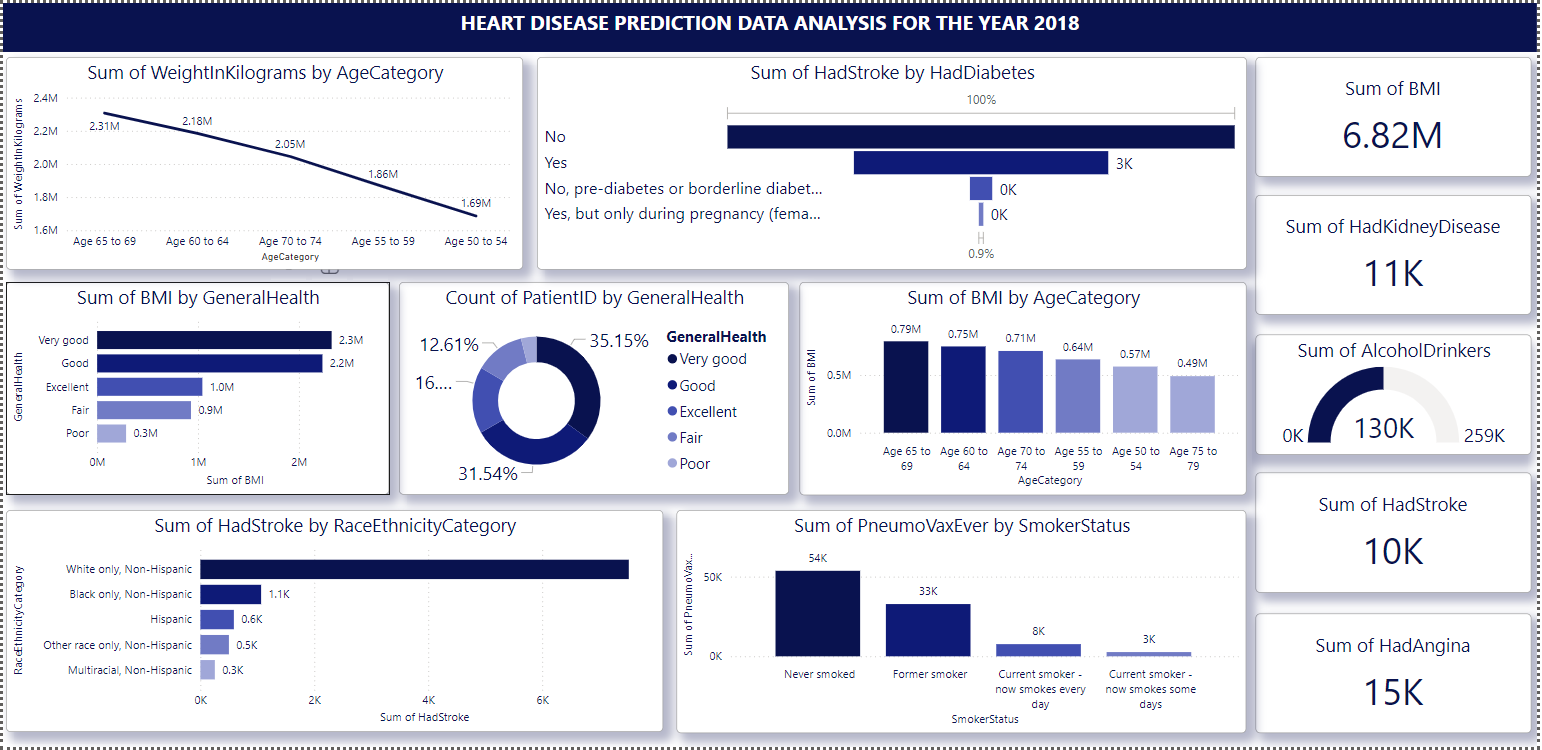 HEART DISEASE PREDICTION DATA ANALYSIS FOR THE YEAR 2018
Sum of WeightInKilograms by AgeCategory
Sum of WeightInKilograms
2.4M
2.2M
2.0M
1.8M
1.6M
2.31M
2.18M
2.05M
1.86M
1.69M
Age 65 to 69
Age 60 to 64
Age 70 to 74
Age 55 to 59
Age 50 to 54
AgeCategory
Sum of HadStroke by HadDiabetes
100%
No
Yes
3K
No, pre-diabetes or borderline diabet...
0K
Yes, but only during pregnancy (fema...
0K
0.9%
Sum of BMI
6.82M
Sum of HadKidneyDisease
11K
Sum of BMI by GeneralHealth
GeneralHealth
Very good
2.3M
Good
2.2M
Excellent
1.0M
Fair
0.9M
Poor
0.3M
0M
1M
2M
Sum of BMI
Count of PatientID by GeneralHealth
12.61%
35.15%
16....
31.54%
GeneralHealth
Very good
Good
Excellent
Fair
Poor
Sum of BMI by AgeCategory
Sum of BMI
0.5M
0.0M
0.79M
0.75M
0.71M
0.64M
0.57M
0.49M
Age 65 to
69
Age 60 to
64
Age 70 to
74
Age 55 to
59
Age 50 to
54
Age 75 to
79
AgeCategory
Sum of AlcoholDrinkers
0K
130K
259K
Sum of HadStroke by RaceEthnicityCategory
RaceEthnicityCategory
White only, Non-Hispanic
Black only, Non-Hispanic
1.1K
Hispanic
0.6K
Other race only, Non-Hispanic
0.5K
Multiracial, Non-Hispanic
0.3K
0K
2K
4K
6K
Sum of HadStroke
Sum of PneumoVaxEver by SmokerStatus
Sum of PneumoVax...
50K
0K
54K
33K
8K
3K
Never smoked
Former smoker
Current smoker -
now smokes every
day
Current smoker -
now smokes some
days
SmokerStatus
Sum of HadStroke
10K
Sum of HadAngina
15K